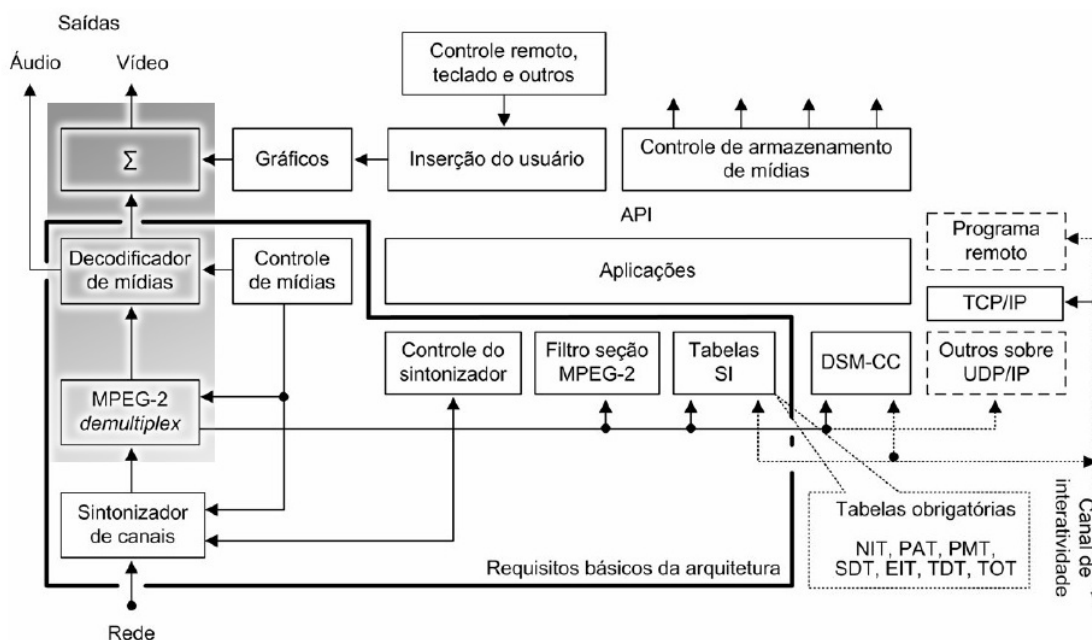 Saídas
Áudio
Vídeo
Controle remoto,
teclado e outros
Σ
Gráficos
Inserção do usuário
Controle de armazenamento
de mídias
API
Decodificador
de mídias
Controle
de mídias
Aplicações
Programa
remoto
TCP/IP
Controle do
sintonizador
Filtro seção
MPEG-2
Tabelas
SI
DSM-CC
Outros sobre
UDP/IP
MPEG-2
demultiplex
Sintonizador
de canais
Tabelas obrigatórias
NIT, PAT, PMT,
SDT, EIT, TDT, TOT
Canal de
interatividade
Requisitos básicos da arquitetura
Rede